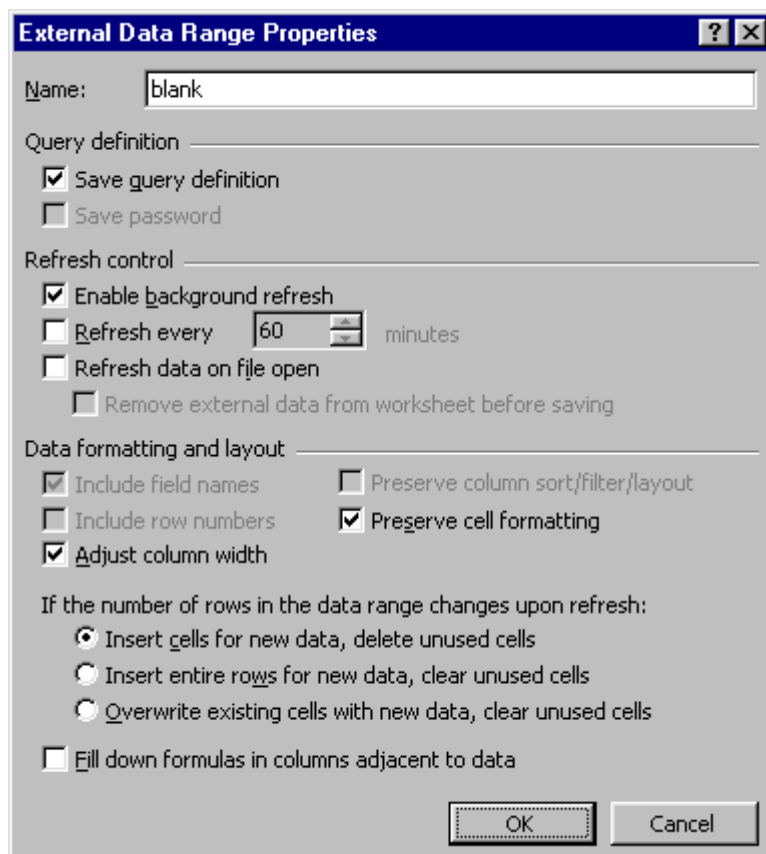 External Data Range Properties
Name: blank
Query definition
Save query definition
Save password
Refresh control
Enable background refresh
Refresh every 60 minutes
Refresh data on file open
Remove external data from worksheet before saving
Data formatting and layout
Include field names Preserve column sort/filter/layout
Include row numbers Preserve cell formatting
Adjust column width
If the number of rows in the data range changes upon refresh:
Insert cells for new data, delete unused cells
Insert entire rows for new data, clear unused cells
Overwrite existing cells with new data, clear unused cells
Fill down formulas in columns adjacent to data
OK Cancel